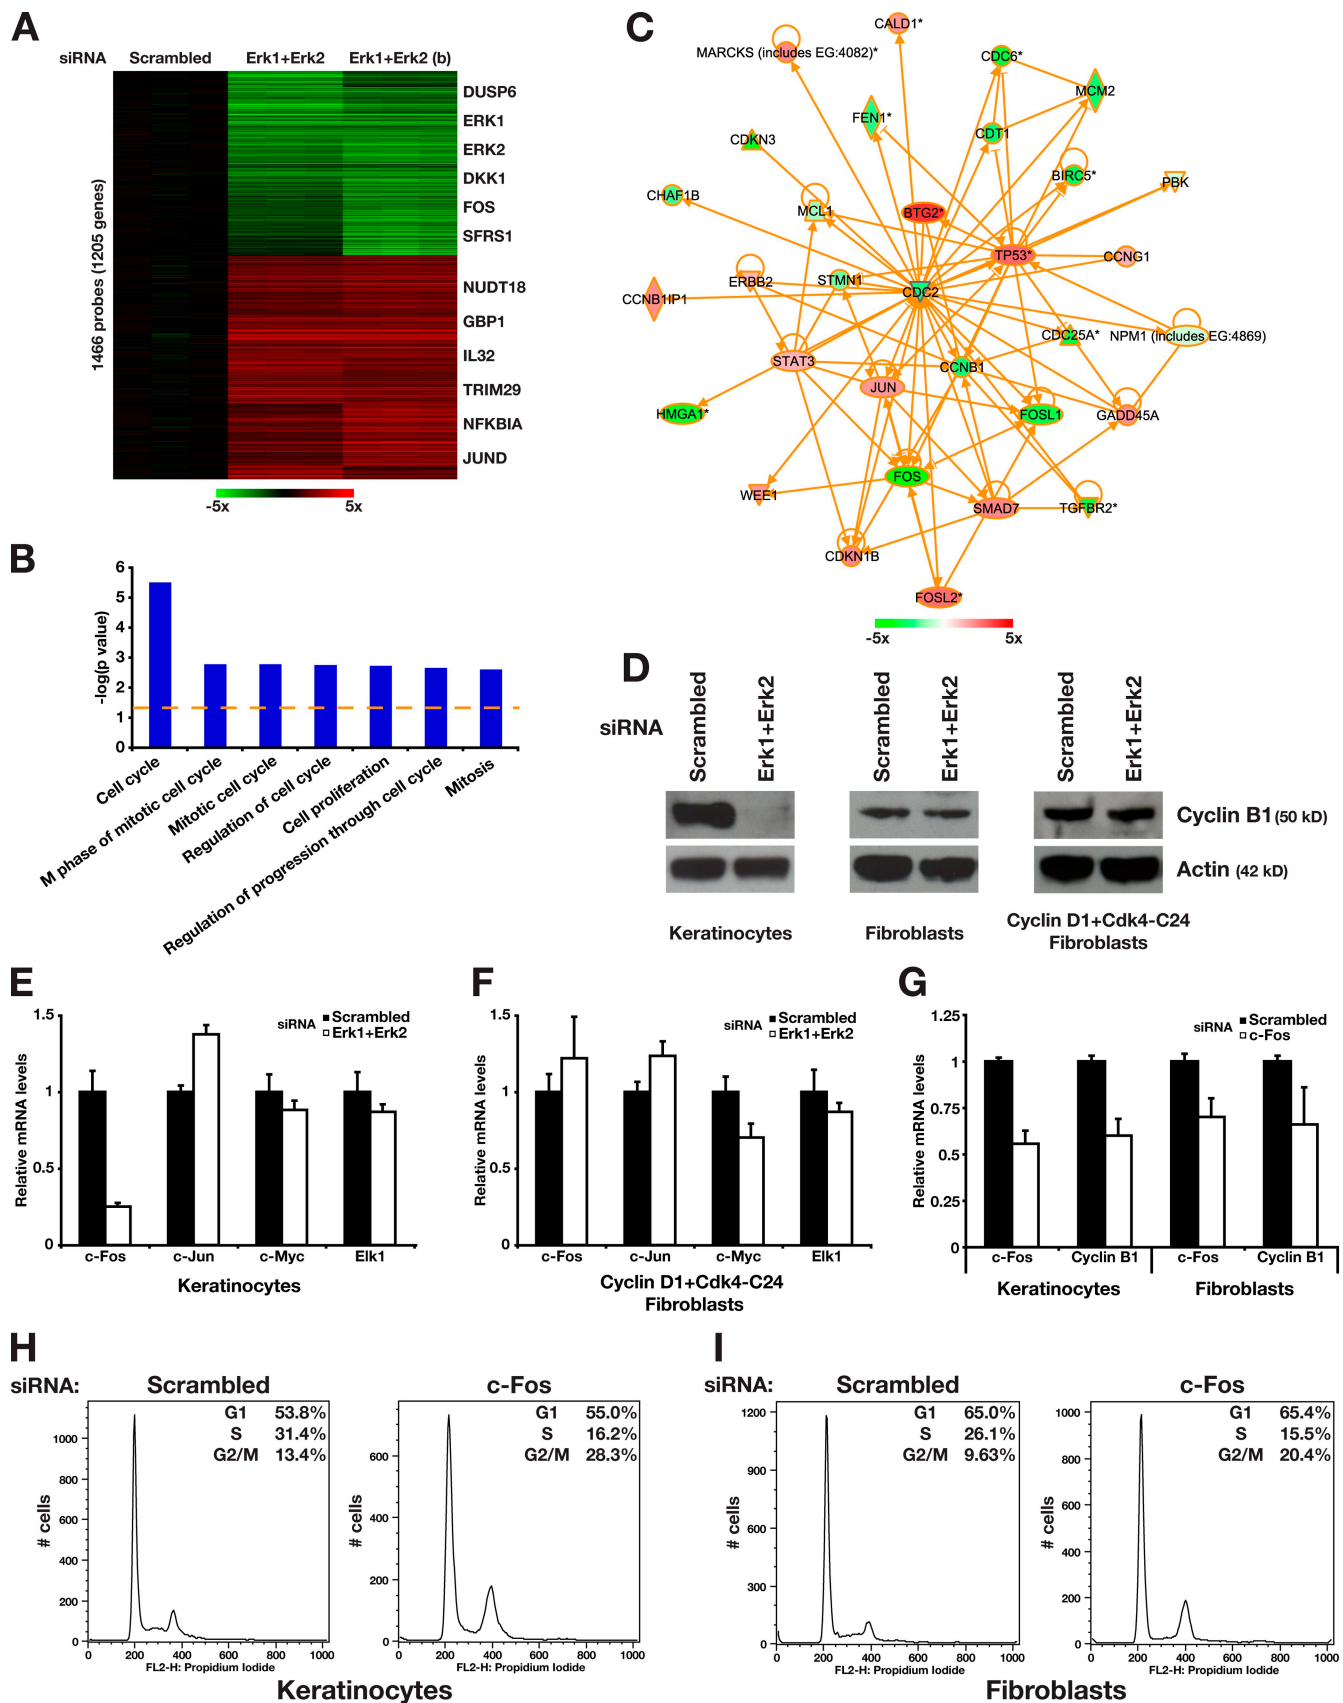 A
siRNA Scrambled Erk1+Erk2 Erk1+Erk2 (b)
1466 probes (1205 genes)
DUSP6
ERK1
ERK2
DKK1
FOS
SFRS1
NUDT18
GBP1
IL32
TRIM29
NFKBIA
JUND
-5x 5x
B
-log(p value)
6
5
4
3
2
1
0
Cell cycle
M phase of mitotic cell cycle
Mitotic cell cycle
Regulation of cell cycle
Cell proliferation
Regulation of progression through cell cycle
Mitosis
C
CALD1*
MARCKS (includes EG:4082)*
CDC6*
MCM2
FEN1*
CDT1
CDKN3
BIRC5*
PBK
CHAF1B
MCL1
BTG2*
TP53*
CCNG1
ERBB2
STMN1
CDC2
CCNB1IP1
CDC25A*
NPM1 (includes EG:4869)
STAT3
CCNB1
JUN
HMGA1*
FOSL1
GADD45A
FOS
WEE1
SMAD7
TGFBR2*
CDKN1B
FOSL2*
-5x 5x
D
siRNA
Scrambled
Erk1+Erk2
Scrambled
Erk1+Erk2
Scrambled
Erk1+Erk2
Cyclin B1 (50 kD)
Actin (42 kD)
Keratinocytes
Fibroblasts
Cyclin D1+Cdk4-C24
Fibroblasts
E
Relative mRNA levels
1.5
1
0.5
0
siRNA
Scrambled
Erk1+Erk2
c-Fos c-Jun c-Myc Elk1
Keratinocytes
F
Relative mRNA levels
1.5
1
0.5
0
siRNA
Scrambled
Erk1+Erk2
c-Fos c-Jun c-Myc Elk1
Cyclin D1+Cdk4-C24
Fibroblasts
G
Relative mRNA levels
1.25
1
0.75
0.5
0.25
0
siRNA
Scrambled
c-Fos
c-Fos Cyclin B1 c-Fos Cyclin B1
Keratinocytes Fibroblasts
H
siRNA: Scrambled c-Fos
# cells
1000
800
600
400
200
0
G1 53.8%
S 31.4%
G2/M 13.4%
0 200 400 600 800 1000
FL2-H: Propidium Iodide
# cells
600
400
200
0
G1 55.0%
S 16.2%
G2/M 28.3%
0 200 400 600 800 1000
FL2-H: Propidium Iodide
Keratinocytes
I
siRNA: Scrambled c-Fos
# cells
1200
900
600
300
0
G1 65.0%
S 26.1%
G2/M 9.63%
0 200 400 600 800 1000
FL2-H: Propidium Iodide
# cells
1000
800
600
400
200
0
G1 65.4%
S 15.5%
G2/M 20.4%
0 200 400 600 800 1000
FL2-H: Propidium Iodide
Fibroblasts